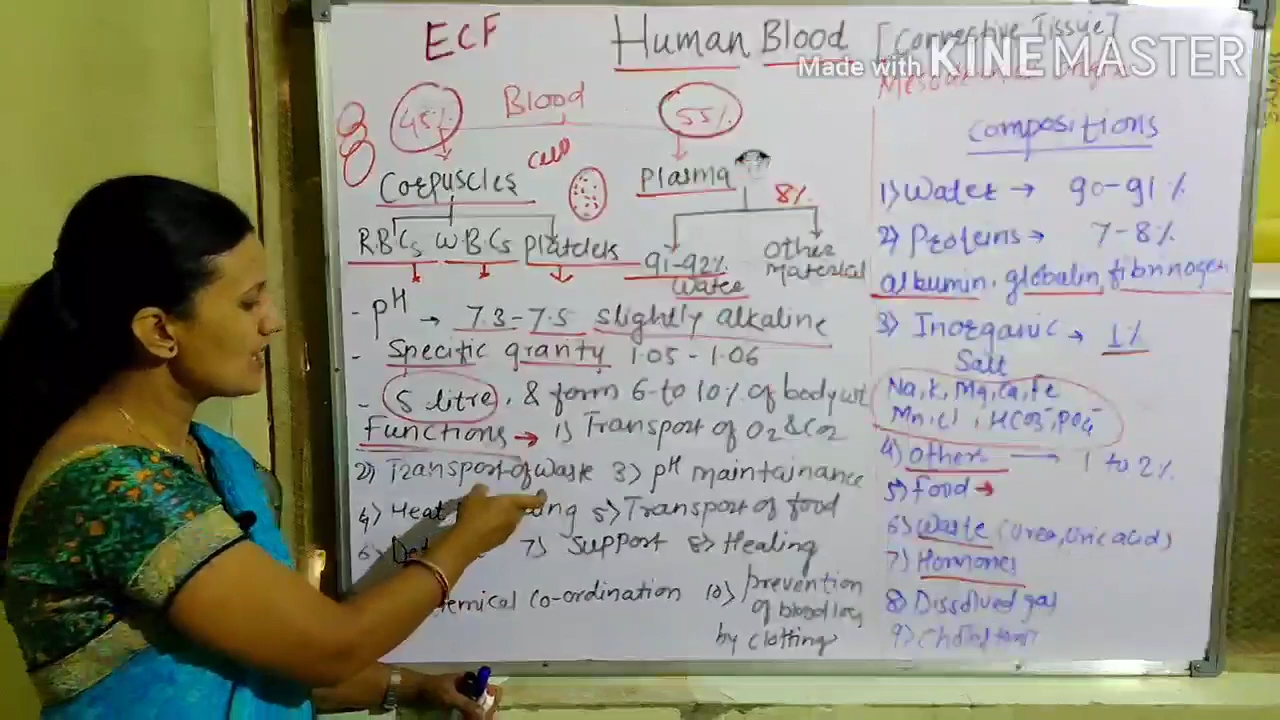 ECF Human Blood [Connective Tissue]
Made with KINEMASTER
45% Blood 55%
cell
Corpuscles Plasma 8%
RBCs WBCs Platelets 91-92% Water Other material
- pH → 7.3-7.5 slightly alkaline
- Specific granty 1.05-1.06
- 5 litre, & form 6 to 10% of body wt
Functions → 1) Transport of O2 & CO2
2) Transport of waste 3) pH maintainance
4) Heat 5) Transport of food
6) 7) Support 8) Healing
co-ordination 10) prevention
of blood loss
by clotting
Compositions
1) Water → 90-91%
2) Proteins → 7-8%
albumin, globulin, fibrinogen
3) Inorganic → 1%
Salt
Na, K, Mg, Ca, Fe
Mn, Cl, HCO3-, PO4-
4) others → 1 to 2%
5) food →
6) Waste (Urea, Uric acid)
7) Hormones
8) Dissolved gas
9)